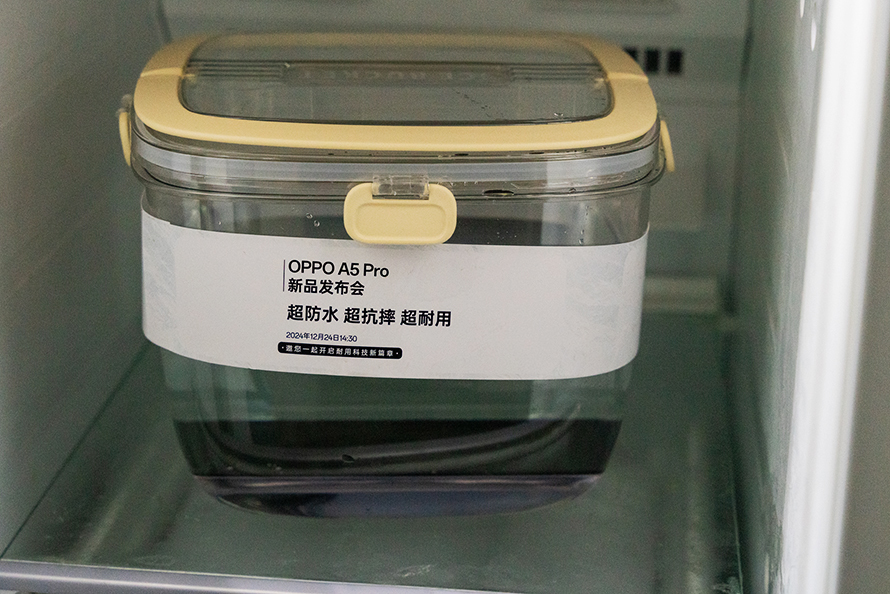 ICE BUCKET
OPPO A5 Pro
新品发布会
超防水 超抗摔 超耐用
2024年12月24日14:30
·邀您一起开启耐用科技新篇章·